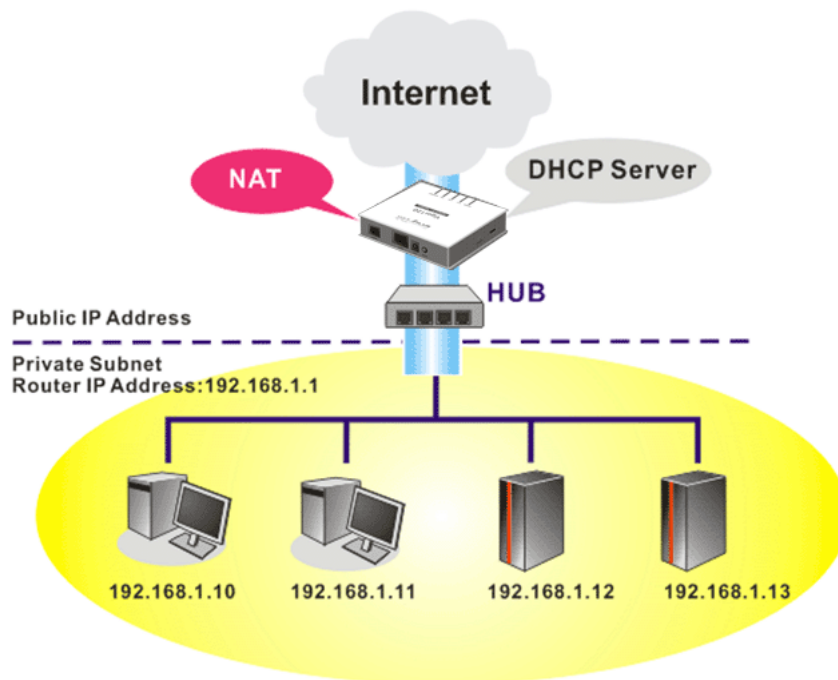 Internet
NAT
DHCP Server
HUB
Public IP Address
Private Subnet
Router IP Address:192.168.1.1
192.168.1.10
192.168.1.11
192.168.1.12
192.168.1.13